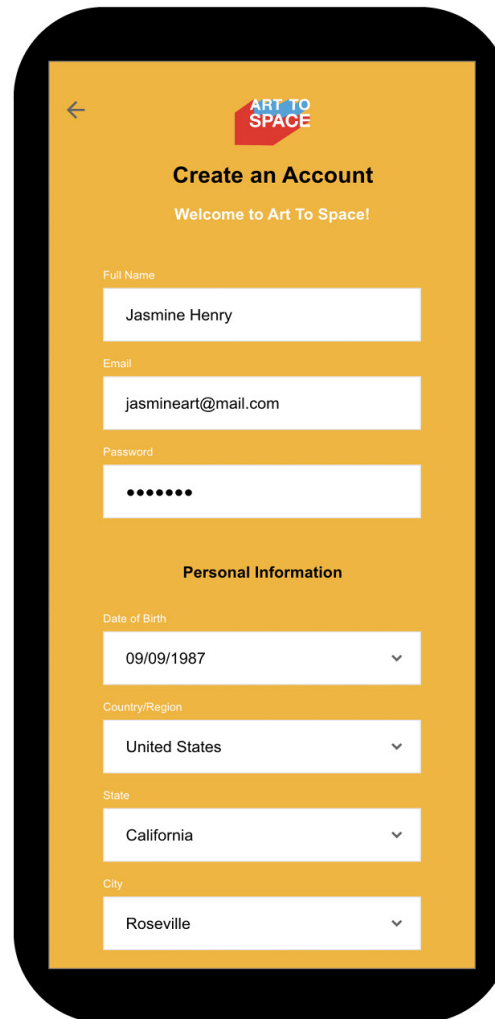 ART TO
SPACE
Create an Account
Welcome to Art To Space!
Full Name
Jasmine Henry
Email
jasmineart@mail.com
Password
•••••••
Personal Information
Date of Birth
09/09/1987
Country/Region
United States
State
California
City
Roseville